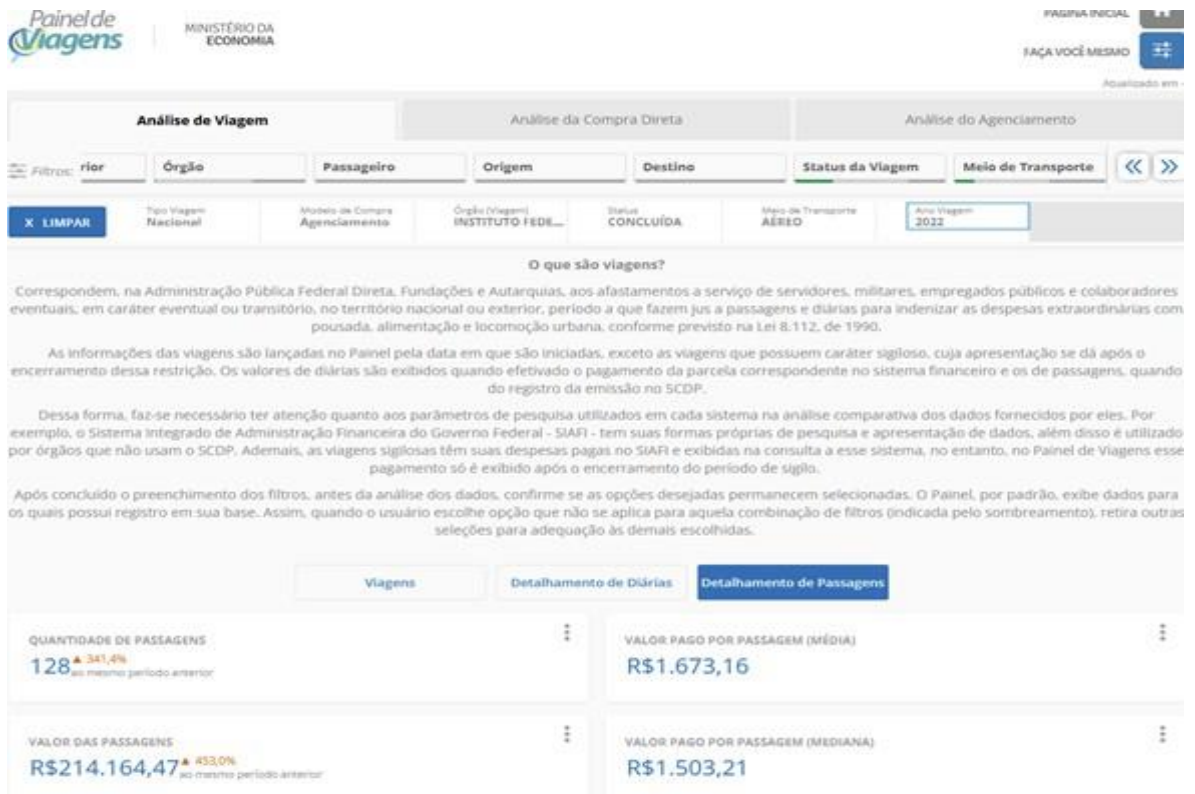 Painel de
Viagens
MINISTÉRIO DA
ECONOMIA
PÁGINA INICIAL
FAÇA VOCÊ MESMO
Atualizado em -
Análise de Viagem
Análise da Compra Direta
Análise do Agenciamento
Filtros: rior Órgão Passageiro Origem Destino Status da Viagem Meio de Transporte
X LIMPAR
Tipo Viagem
Nacional
Modelo de Compra
Agenciamento
Órgão (Viagem)
INSTITUTO FEDE...
Status
CONCLUÍDA
Meio de Transporte
AÉREO
Ano Viagem
2022
O que são viagens?
Correspondem, na Administração Pública Federal Direta, Fundações e Autarquias, aos afastamentos a serviço de servidores, militares, empregados públicos e colaboradores
eventuais, em caráter eventual ou transitório, no território nacional ou exterior, período a que fazem jus a passagens e diárias para indenizar as despesas extraordinárias com
pousada, alimentação e locomoção urbana, conforme previsto na Lei 8.112, de 1990.
As informações das viagens são lançadas no Painel pela data em que são iniciadas, exceto as viagens que possuem caráter sigiloso, cuja apresentação se dá após o
encerramento dessa restrição. Os valores de diárias são exibidos quando efetivado o pagamento da parcela correspondente no sistema financeiro e os de passagens, quando
do registro da emissão no SCDP.
Dessa forma, faz-se necessário ter atenção quanto aos parâmetros de pesquisa utilizados em cada sistema na análise comparativa dos dados fornecidos por eles. Por
exemplo, o Sistema Integrado de Administração Financeira do Governo Federal - SIAFI - tem suas formas próprias de pesquisa e apresentação de dados, além disso é utilizado
por órgãos que não usam o SCDP. Ademais, as viagens sigilosas têm suas despesas pagas no SIAFI e exibidas na consulta a esse sistema, no entanto, no Painel de Viagens esse
pagamento só é exibido após o encerramento do período de sigilo.
Após concluído o preenchimento dos filtros, antes da análise dos dados, confirme se as opções desejadas permanecem selecionadas. O Painel, por padrão, exibe dados para
os quais possui registro em sua base. Assim, quando o usuário escolhe opção que não se aplica para aquela combinação de filtros (indicada pelo sombreamento), retira outras
seleções para adequação às demais escolhidas.
Viagens
Detalhamento de Diárias
Detalhamento de Passagens
QUANTIDADE DE PASSAGENS
128 ▲ 341,4%
ao mesmo período anterior
VALOR PAGO POR PASSAGEM (MÉDIA)
R$1.673,16
VALOR DAS PASSAGENS
R$214.164,47 ▲ 453,0%
ao mesmo período anterior
VALOR PAGO POR PASSAGEM (MEDIANA)
R$1.503,21